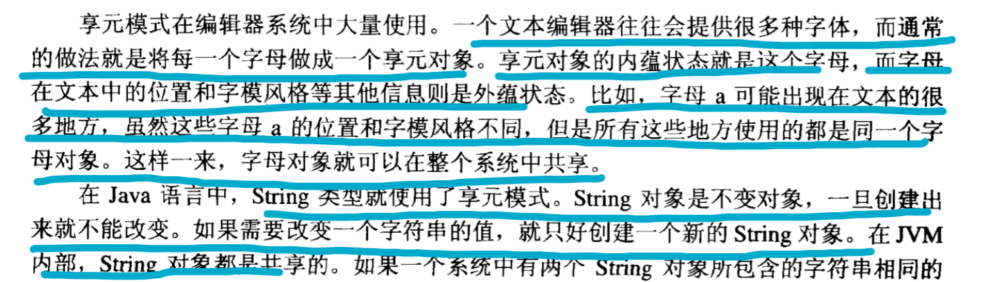 享元模式在编辑器系统中大量使用。一个文本编辑器往往会提供很多种字体，而通常
的做法就是将每一个字母做成一个享元对象。享元对象的内蕴状态就是这个字母，而字母
在文本中的位置和字模风格等其他信息则是外蕴状态。比如，字母 a 可能出现在文本的很
多地方，虽然这些字母 a 的位置和字模风格不同，但是所有这些地方使用的都是同一个字
母对象。这样一来，字母对象就可以在整个系统中共享。
在 Java 语言中，String 类型就使用了享元模式。String 对象是不变对象，一旦创建出
来就不能改变。如果需要改变一个字符串的值，就只好创建一个新的 String 对象。在 JVM
内部，String 对象都是共享的。如果一个系统中有两个 String 对象所包含的字符串相同的